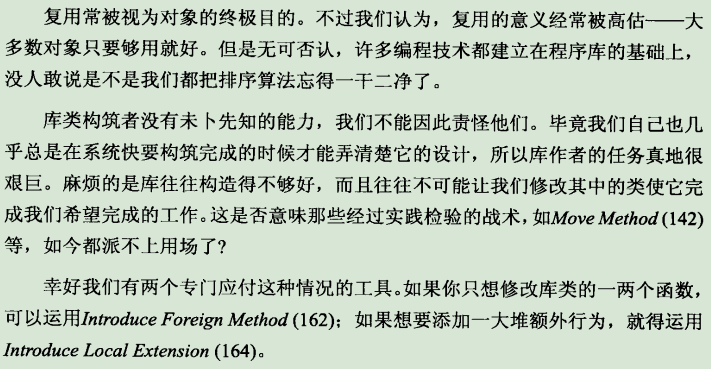 复用常被视为对象的终极目的。不过我们认为，复用的意义经常被高估——大
多数对象只要够用就好。但是无可否认，许多编程技术都建立在程序库的基础上，
没人敢说是不是我们都把排序算法忘得一干二净了。
库类构筑者没有未卜先知的能力，我们不能因此责怪他们。毕竟我们自己也几
乎总是在系统快要构筑完成的时候才能弄清楚它的设计，所以库作者的任务真地很
艰巨。麻烦的是库往往构造得不够好，而且往往不可能让我们修改其中的类使它完
成我们希望完成的工作。这是否意味那些经过实践检验的战术，如Move Method (142)
等，如今都派不上用场了?
幸好我们有两个专门应付这种情况的工具。如果你只想修改库类的一两个函数，
可以运用Introduce Foreign Method (162)；如果想要添加一大堆额外行为，就得运用
Introduce Local Extension (164)。